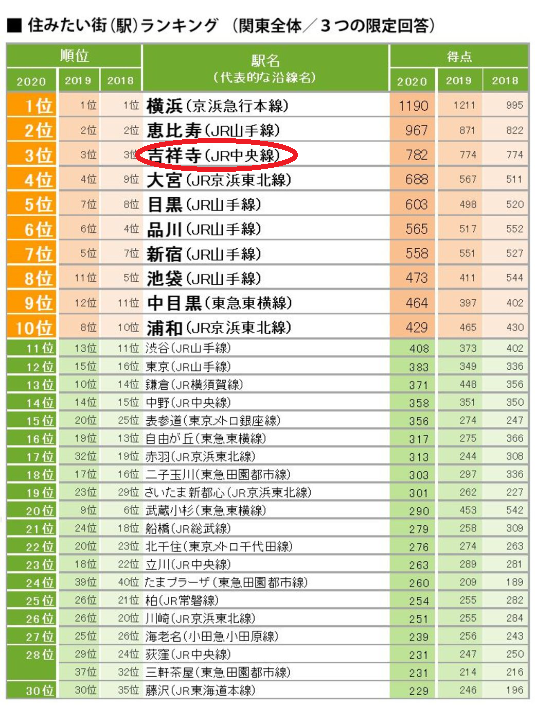 ■ 住みたい街(駅)ランキング (関東全体／３つの限定回答)
順位 駅名 (代表的な沿線名) 得点
2020 2019 2018 2020 2019 2018
1位 1位 1位 横浜(京浜急行本線) 1190 1211 995
2位 2位 2位 恵比寿(JR山手線) 967 871 822
3位 3位 3位 吉祥寺(JR中央線) 782 774 774
4位 4位 9位 大宮(JR京浜東北線) 688 567 511
5位 7位 8位 目黒(JR山手線) 603 498 520
6位 6位 4位 品川(JR山手線) 565 517 552
7位 5位 7位 新宿(JR山手線) 558 551 527
8位 11位 5位 池袋(JR山手線) 473 411 544
9位 12位 11位 中目黒(東急東横線) 464 397 402
10位 8位 10位 浦和(JR京浜東北線) 429 465 430
11位 13位 11位 渋谷(JR山手線) 408 373 402
12位 15位 16位 東京(JR山手線) 383 349 336
13位 10位 14位 鎌倉(JR横須賀線) 371 448 356
14位 14位 15位 中野(JR中央線) 358 351 350
15位 20位 25位 表参道(東京メトロ銀座線) 356 274 247
16位 19位 13位 自由が丘(東急東横線) 317 275 366
17位 32位 19位 赤羽(JR京浜東北線) 313 244 308
18位 17位 16位 二子玉川(東急田園都市線) 303 297 336
19位 23位 29位 さいたま新都心(JR京浜東北線) 301 262 227
20位 9位 6位 武蔵小杉(東急東横線) 290 453 542
21位 24位 18位 船橋(JR総武線) 279 258 309
22位 20位 23位 北千住(東京メトロ千代田線) 276 274 263
23位 18位 22位 立川(JR中央線) 263 289 281
24位 39位 40位 たまプラーザ(東急田園都市線) 260 209 189
25位 26位 21位 柏(JR常磐線) 254 255 282
26位 26位 20位 川崎(JR京浜東北線) 251 255 284
27位 25位 26位 海老名(小田急小田原線) 239 256 243
28位 29位 24位 荻窪(JR中央線) 231 247 250
37位 32位 三軒茶屋(東急田園都市線) 231 214 216
30位 30位 35位 藤沢(JR東海道本線) 229 246 196